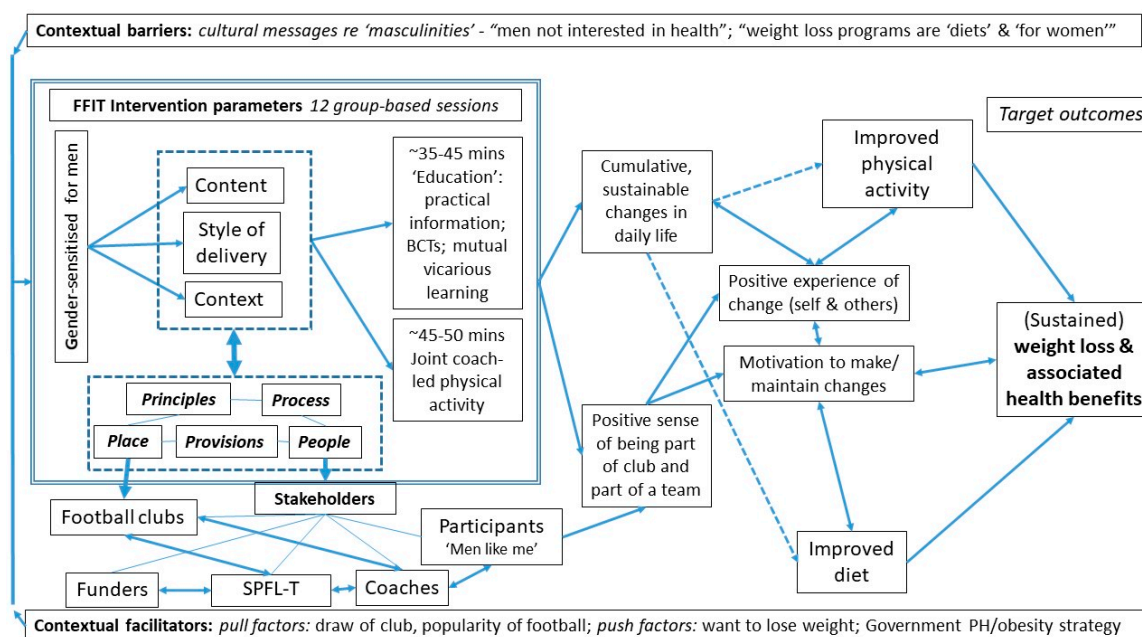 Contextual barriers: cultural messages re ‘masculinities’ - “men not interested in health”; “weight loss programs are ‘diets’ & ‘for women’”
FFIT Intervention parameters 12 group-based sessions
Target outcomes
Gender-sensitised for men
Content
Style of
delivery
Context
~35-45 mins
‘Education’:
practical
information;
BCTs; mutual
vicarious
learning
~45-50 mins
Joint coach-
led physical
activity
Principles
Process
Place
Provisions
People
Stakeholders
Football clubs
Funders
SPFL-T
Coaches
Participants
‘Men like me’
Cumulative,
sustainable
changes in
daily life
Positive sense
of being part
of club and
part of a team
Improved
physical
activity
Positive experience of
change (self & others)
Motivation to make/
maintain changes
Improved
diet
(Sustained)
weight loss &
associated
health benefits
Contextual facilitators: pull factors: draw of club, popularity of football; push factors: want to lose weight; Government PH/obesity strategy